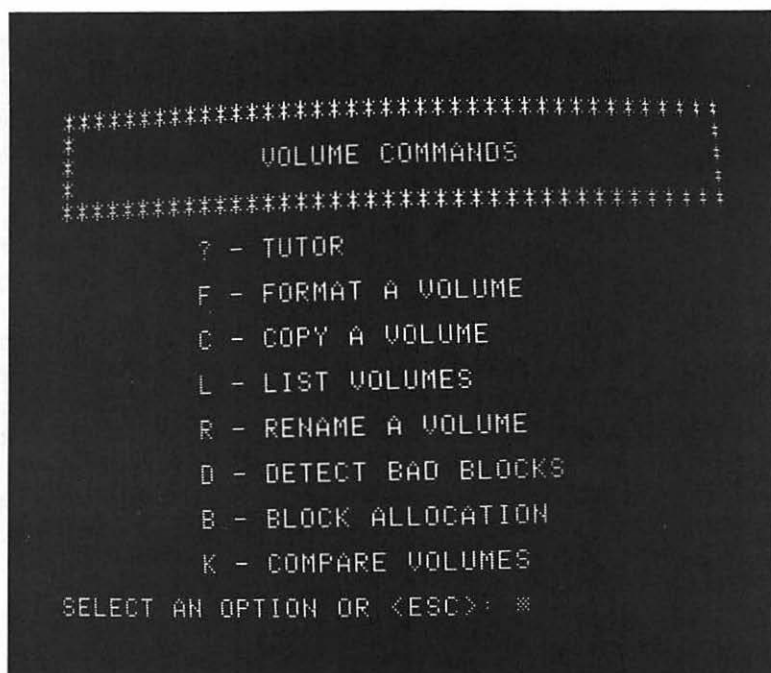 VOLUME COMMANDS
? - TUTOR
F - FORMAT A VOLUME
C - COPY A VOLUME
L - LIST VOLUMES
R - RENAME A VOLUME
D - DETECT BAD BLOCKS
B - BLOCK ALLOCATION
K - COMPARE VOLUMES
SELECT AN OPTION OR <ESC>: